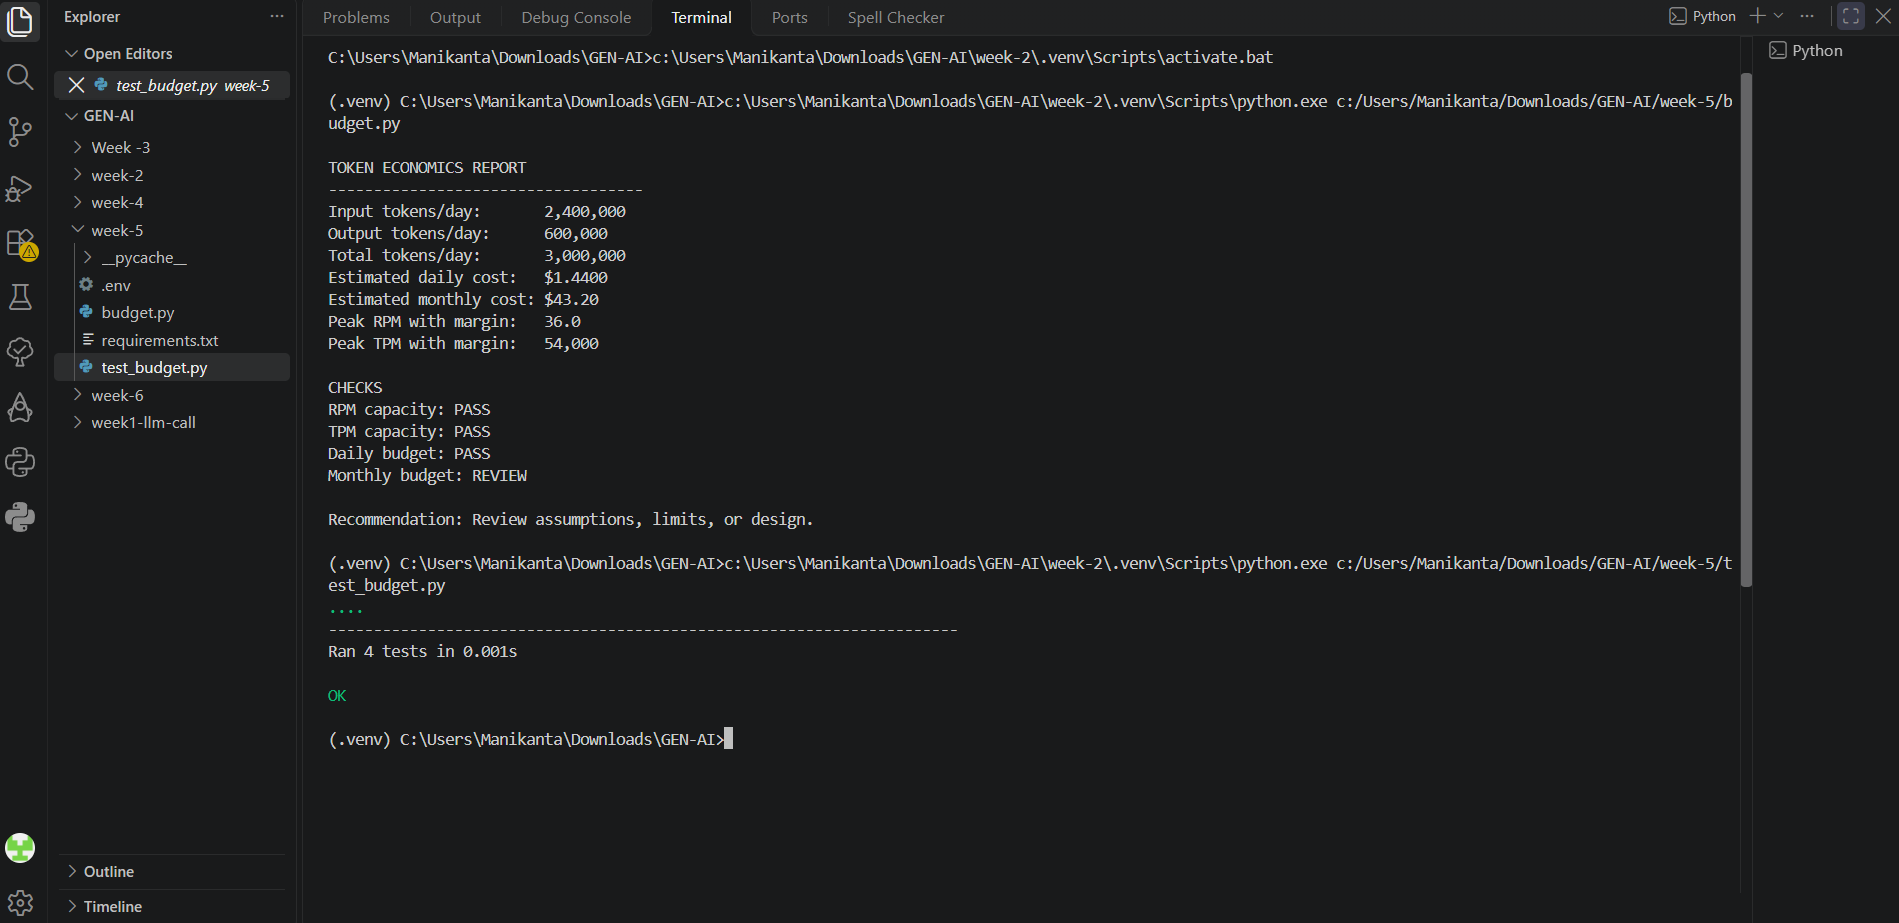 Explorer
Open Editors
test_budget.py week-5
GEN-AI
Week -3
week-2
week-4
week-5
__pycache__
.env
budget.py
requirements.txt
test_budget.py
week-6
week1-llm-call
Outline
Timeline
Problems
Output
Debug Console
Terminal
Ports
Spell Checker
Python
Python
C:\Users\Manikanta\Downloads\GEN-AI>c:\Users\Manikanta\Downloads\GEN-AI\week-2\.venv\Scripts\activate.bat
(.venv) C:\Users\Manikanta\Downloads\GEN-AI>c:\Users\Manikanta\Downloads\GEN-AI\week-2\.venv\Scripts\python.exe c:/Users/Manikanta/Downloads/GEN-AI/week-5/b
udget.py
TOKEN ECONOMICS REPORT
-----------------------------------
Input tokens/day: 2,400,000
Output tokens/day: 600,000
Total tokens/day: 3,000,000
Estimated daily cost: $1.4400
Estimated monthly cost: $43.20
Peak RPM with margin: 36.0
Peak TPM with margin: 54,000
CHECKS
RPM capacity: PASS
TPM capacity: PASS
Daily budget: PASS
Monthly budget: REVIEW
Recommendation: Review assumptions, limits, or design.
(.venv) C:\Users\Manikanta\Downloads\GEN-AI>c:\Users\Manikanta\Downloads\GEN-AI\week-2\.venv\Scripts\python.exe c:/Users/Manikanta/Downloads/GEN-AI/week-5/t
est_budget.py
....
----------------------------------------------------------------------
Ran 4 tests in 0.001s
OK
(.venv) C:\Users\Manikanta\Downloads\GEN-AI>